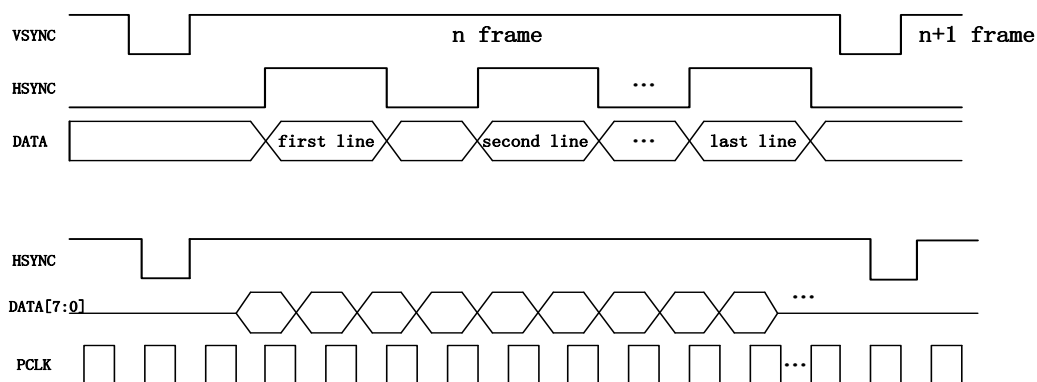 VSYNC n frame n+1 frame
HSYNC ...
DATA first line second line ... last line
HSYNC
DATA[7:0] ...
PCLK ...